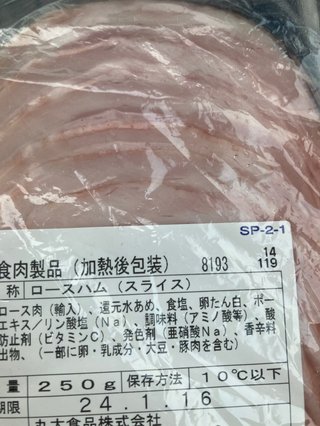 SP-2-1
食肉製品（加熱後包装） 8193 14
119
称 ロースハム（スライス）
ロース肉（輸入）、還元水あめ、食塩、卵たん白、ポー
エキス／リン酸塩（Na）、調味料（アミノ酸等）、酸
防止剤（ビタミンC）、発色剤（亜硝酸Na）、香辛料
出物、（一部に卵・乳成分・大豆・豚肉を含む）
量 250g 保存方法 10℃以下
期限 24.1.16
丸大食品株式会社